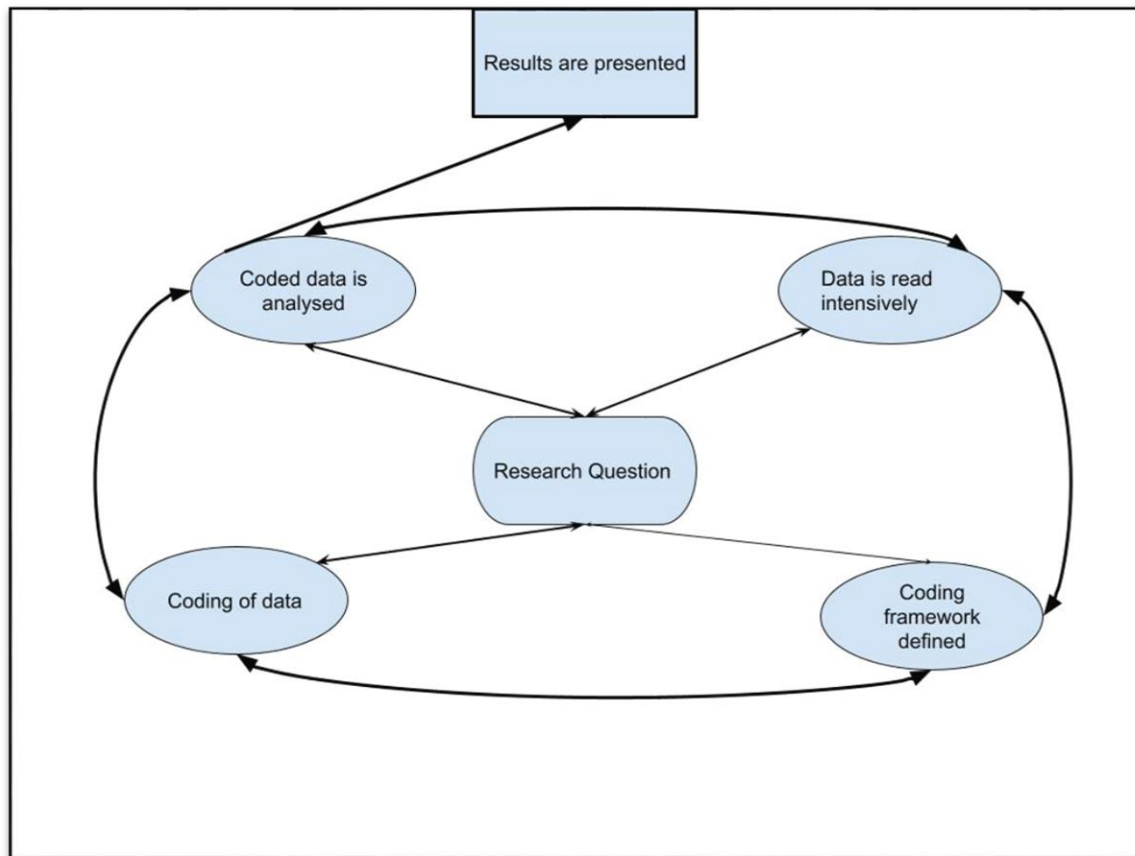 Results are presented
Coded data is
analysed
Data is read
intensively
Research Question
Coding of data
Coding
framework
defined